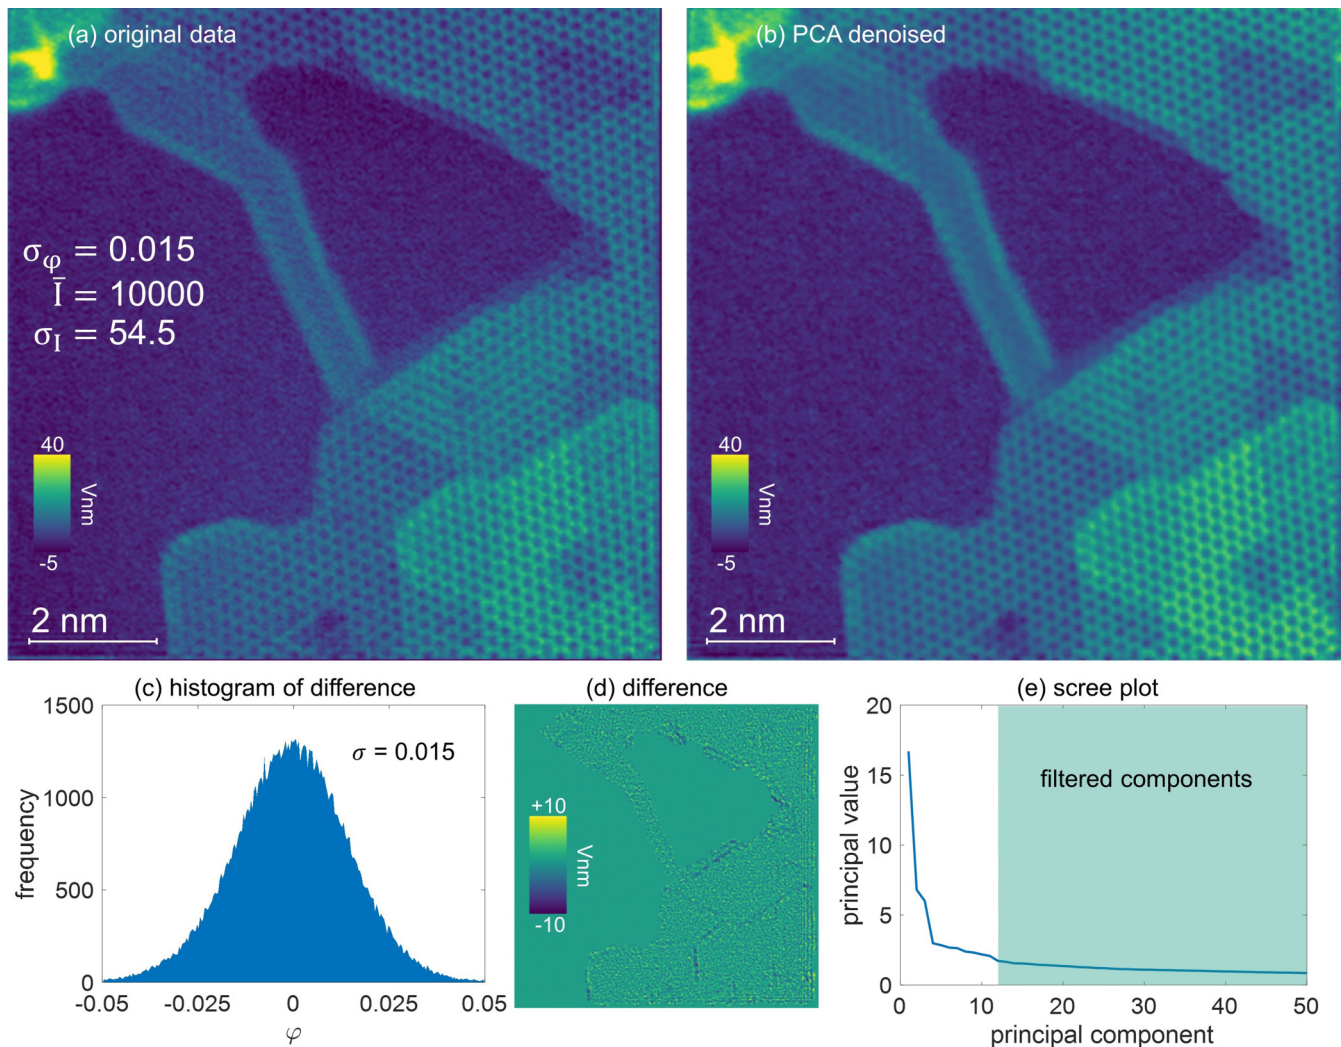 (a) original data
(b) PCA denoised
σφ = 0.015
Ī = 10000
σI = 54.5
40
Vnm
-5
2 nm
40
Vnm
-5
2 nm
(c) histogram of difference
1500
1000
500
0
frequency
σ = 0.015
-0.05 -0.025 0 0.025 0.05
φ
(d) difference
+10
Vnm
-10
(e) scree plot
20
15
10
5
0
principal value
filtered components
0 10 20 30 40 50
principal component